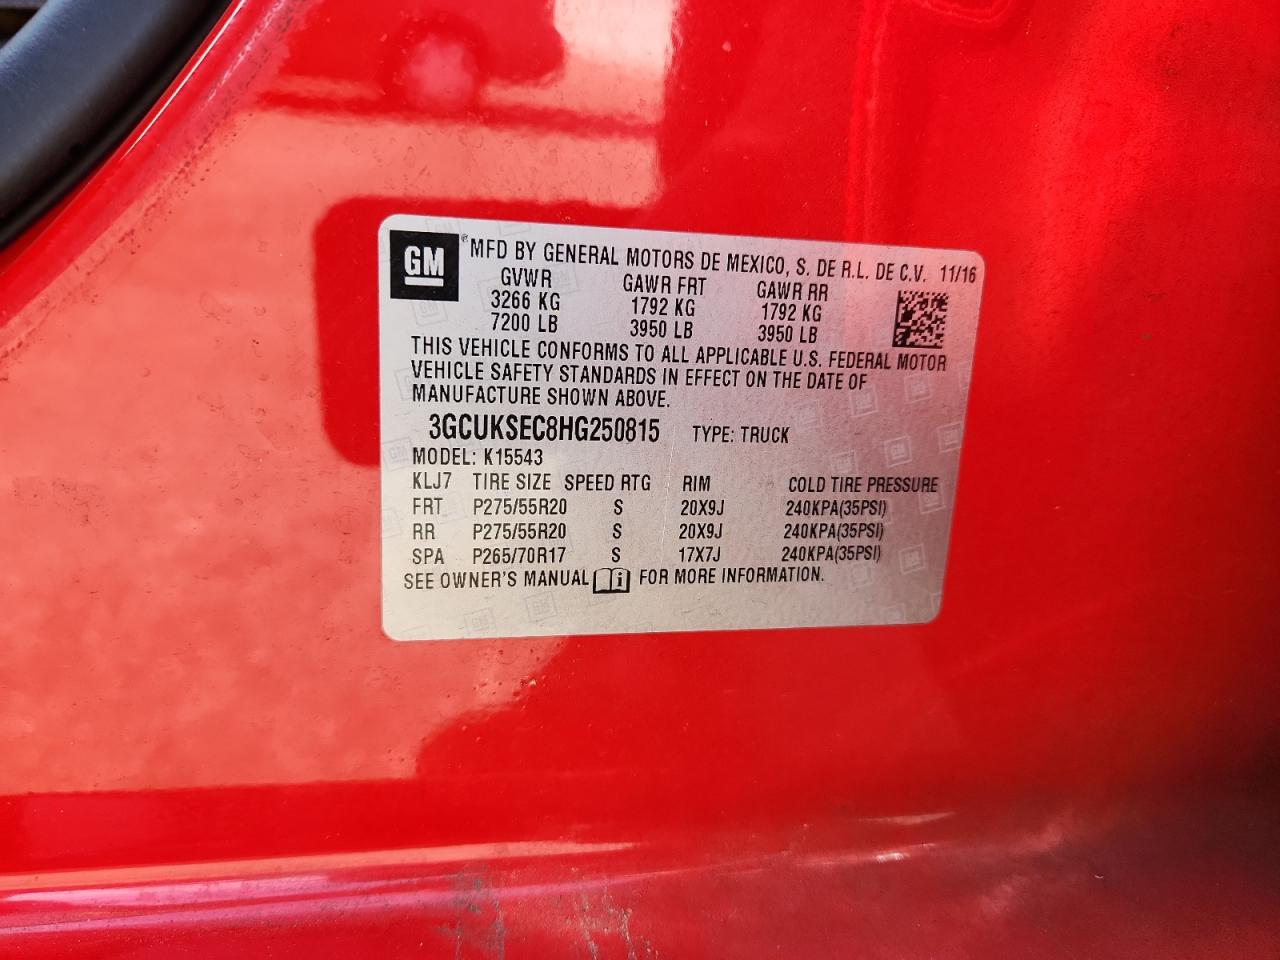 GM ® MFD BY GENERAL MOTORS DE MEXICO, S. DE R.L. DE C.V. 11/16
GVWR GAWR FRT GAWR RR
3266 KG 1792 KG 1792 KG
7200 LB 3950 LB 3950 LB
THIS VEHICLE CONFORMS TO ALL APPLICABLE U.S. FEDERAL MOTOR
VEHICLE SAFETY STANDARDS IN EFFECT ON THE DATE OF
MANUFACTURE SHOWN ABOVE.
3GCUKSEC8HG250815 TYPE: TRUCK
MODEL: K15543
KLJ7 TIRE SIZE SPEED RTG RIM COLD TIRE PRESSURE
FRT P275/55R20 S 20X9J 240KPA(35PSI)
RR P275/55R20 S 20X9J 240KPA(35PSI)
SPA P265/70R17 S 17X7J 240KPA(35PSI)
SEE OWNER'S MANUAL i FOR MORE INFORMATION.